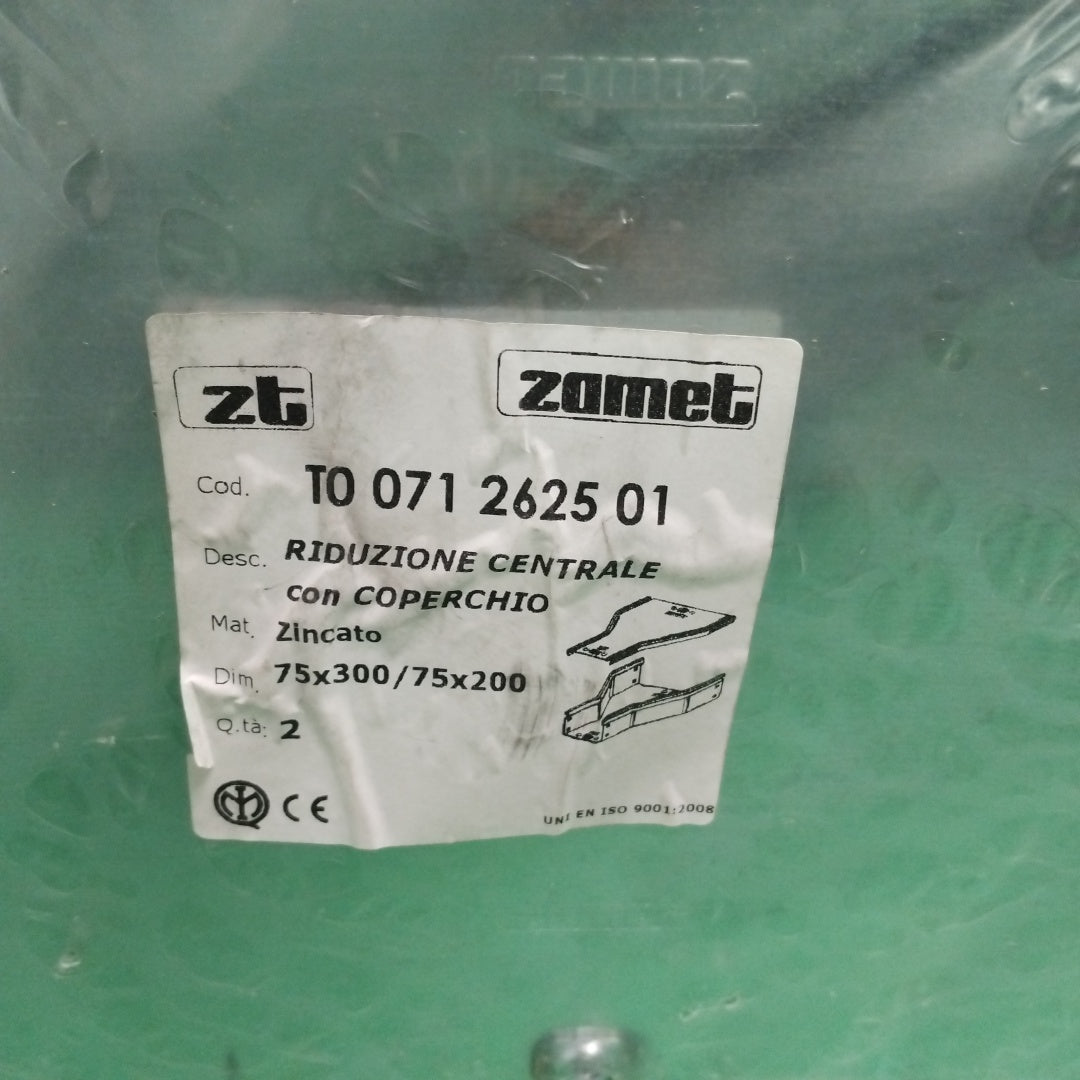 zt
zamet
Cod. T0 071 2625 01
Desc. RIDUZIONE CENTRALE
con COPERCHIO
Mat. Zincato
Dim. 75x300/75x200
Q.tà: 2
CE
UNI EN ISO 9001:2008